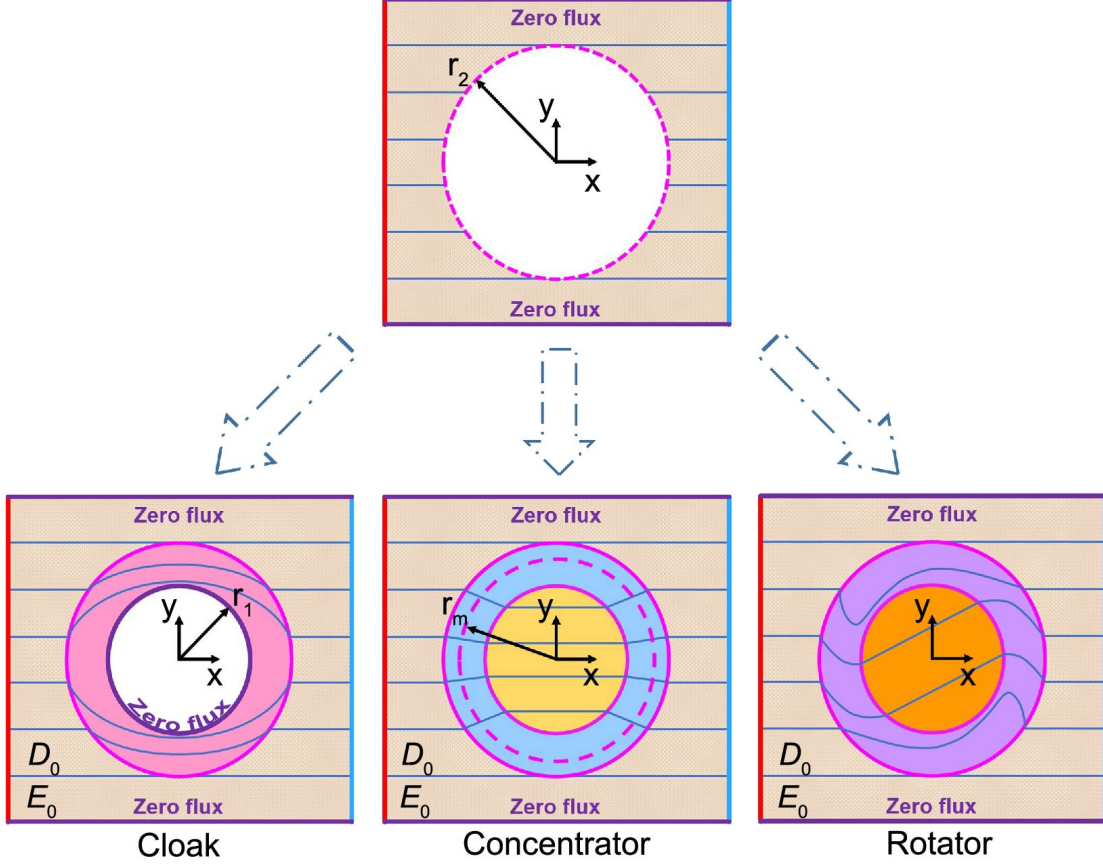 Zero flux
r2
y
x
Zero flux
Zero flux
y
r1
x
Zero flux
D0
E0
Zero flux
Cloak
Zero flux
y
rm
x
D0
E0
Zero flux
Concentrator
Zero flux
y
x
D0
E0
Zero flux
Rotator